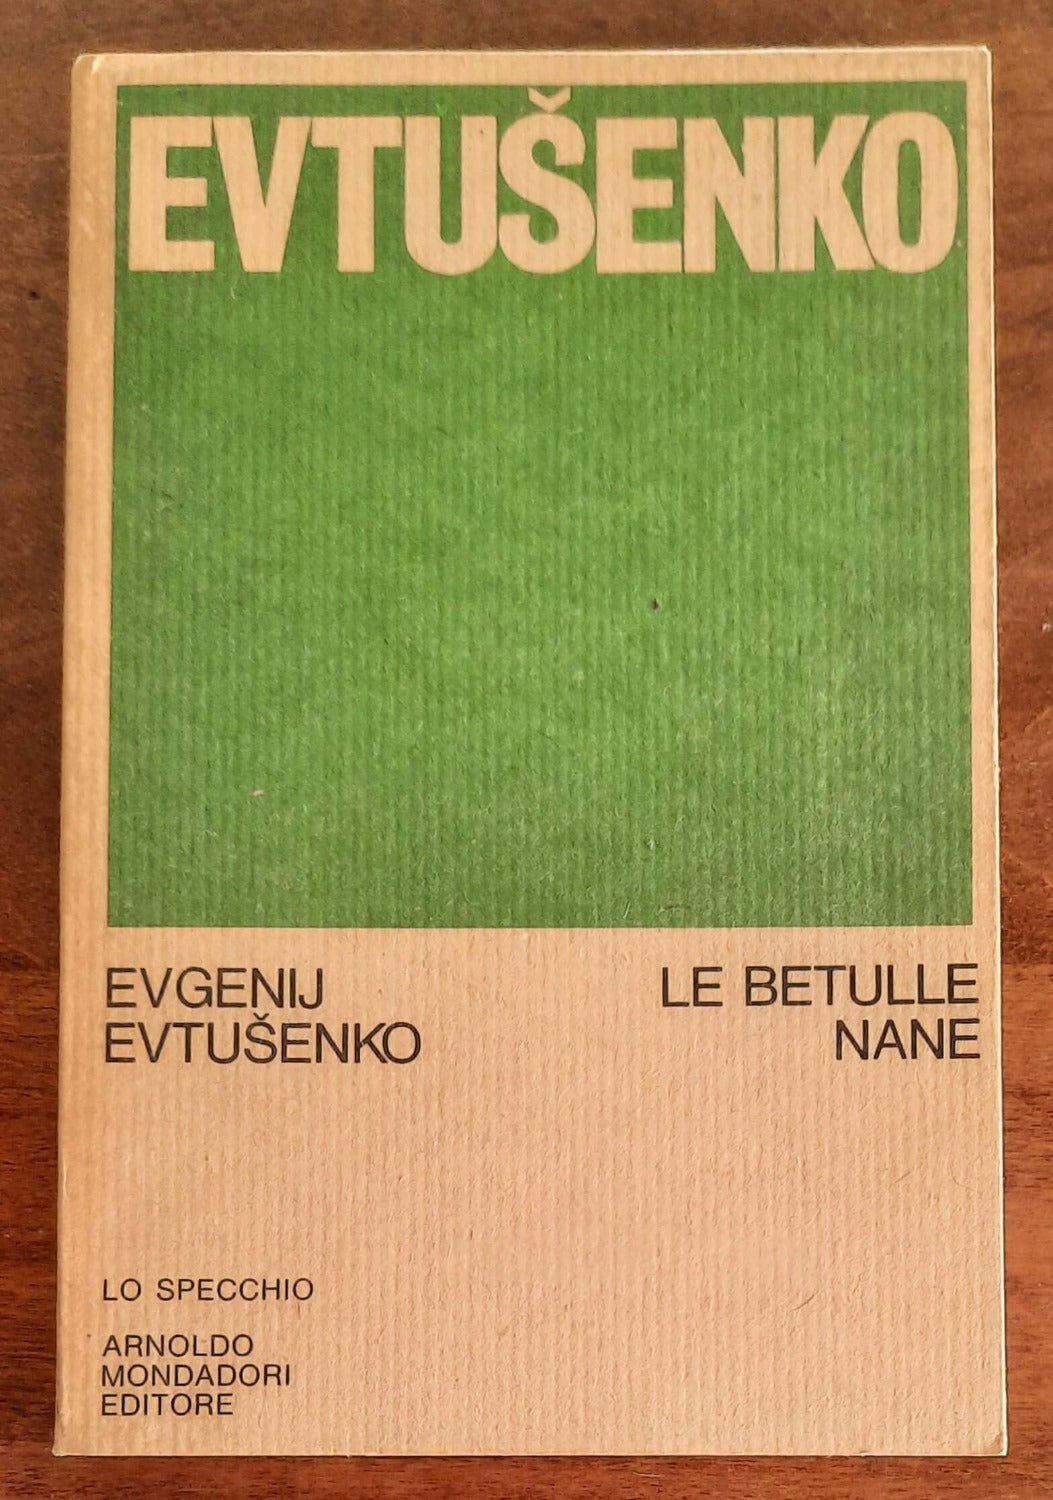 EVTUŠENKO
EVGENIJ
EVTUŠENKO
LE BETULLE
NANE
LO SPECCHIO
ARNOLDO
MONDADORI
EDITORE